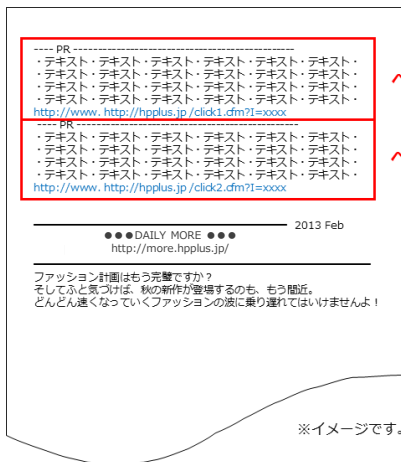 ---- PR ------------------------------------------------
・テキスト・テキスト・テキスト・テキスト・テキスト・テキスト・
・テキスト・テキスト・テキスト・テキスト・テキスト・テキスト・
・テキスト・テキスト・テキスト・テキスト・テキスト・テキスト・
・テキスト・テキスト・テキスト・テキスト・テキスト・テキスト・
http://www. http://hpplus.jp /click1.cfm?I=xxxx
---- PR ------------------------------------------------
・テキスト・テキスト・テキスト・テキスト・テキスト・テキスト・
・テキスト・テキスト・テキスト・テキスト・テキスト・テキスト・
・テキスト・テキスト・テキスト・テキスト・テキスト・テキスト・
・テキスト・テキスト・テキスト・テキスト・テキスト・テキスト・
http://www. http://hpplus.jp /click2.cfm?I=xxxx
2013 Feb
●●●DAILY MORE ●●●
http://more.hpplus.jp/
ファッション計画はもう完璧ですか？
そしてふと気づけば、秋の新作が登場するのも、もう間近。
どんどん速くなっていくファッションの波に乗り遅れてはいけませんよ！
※イメージです。